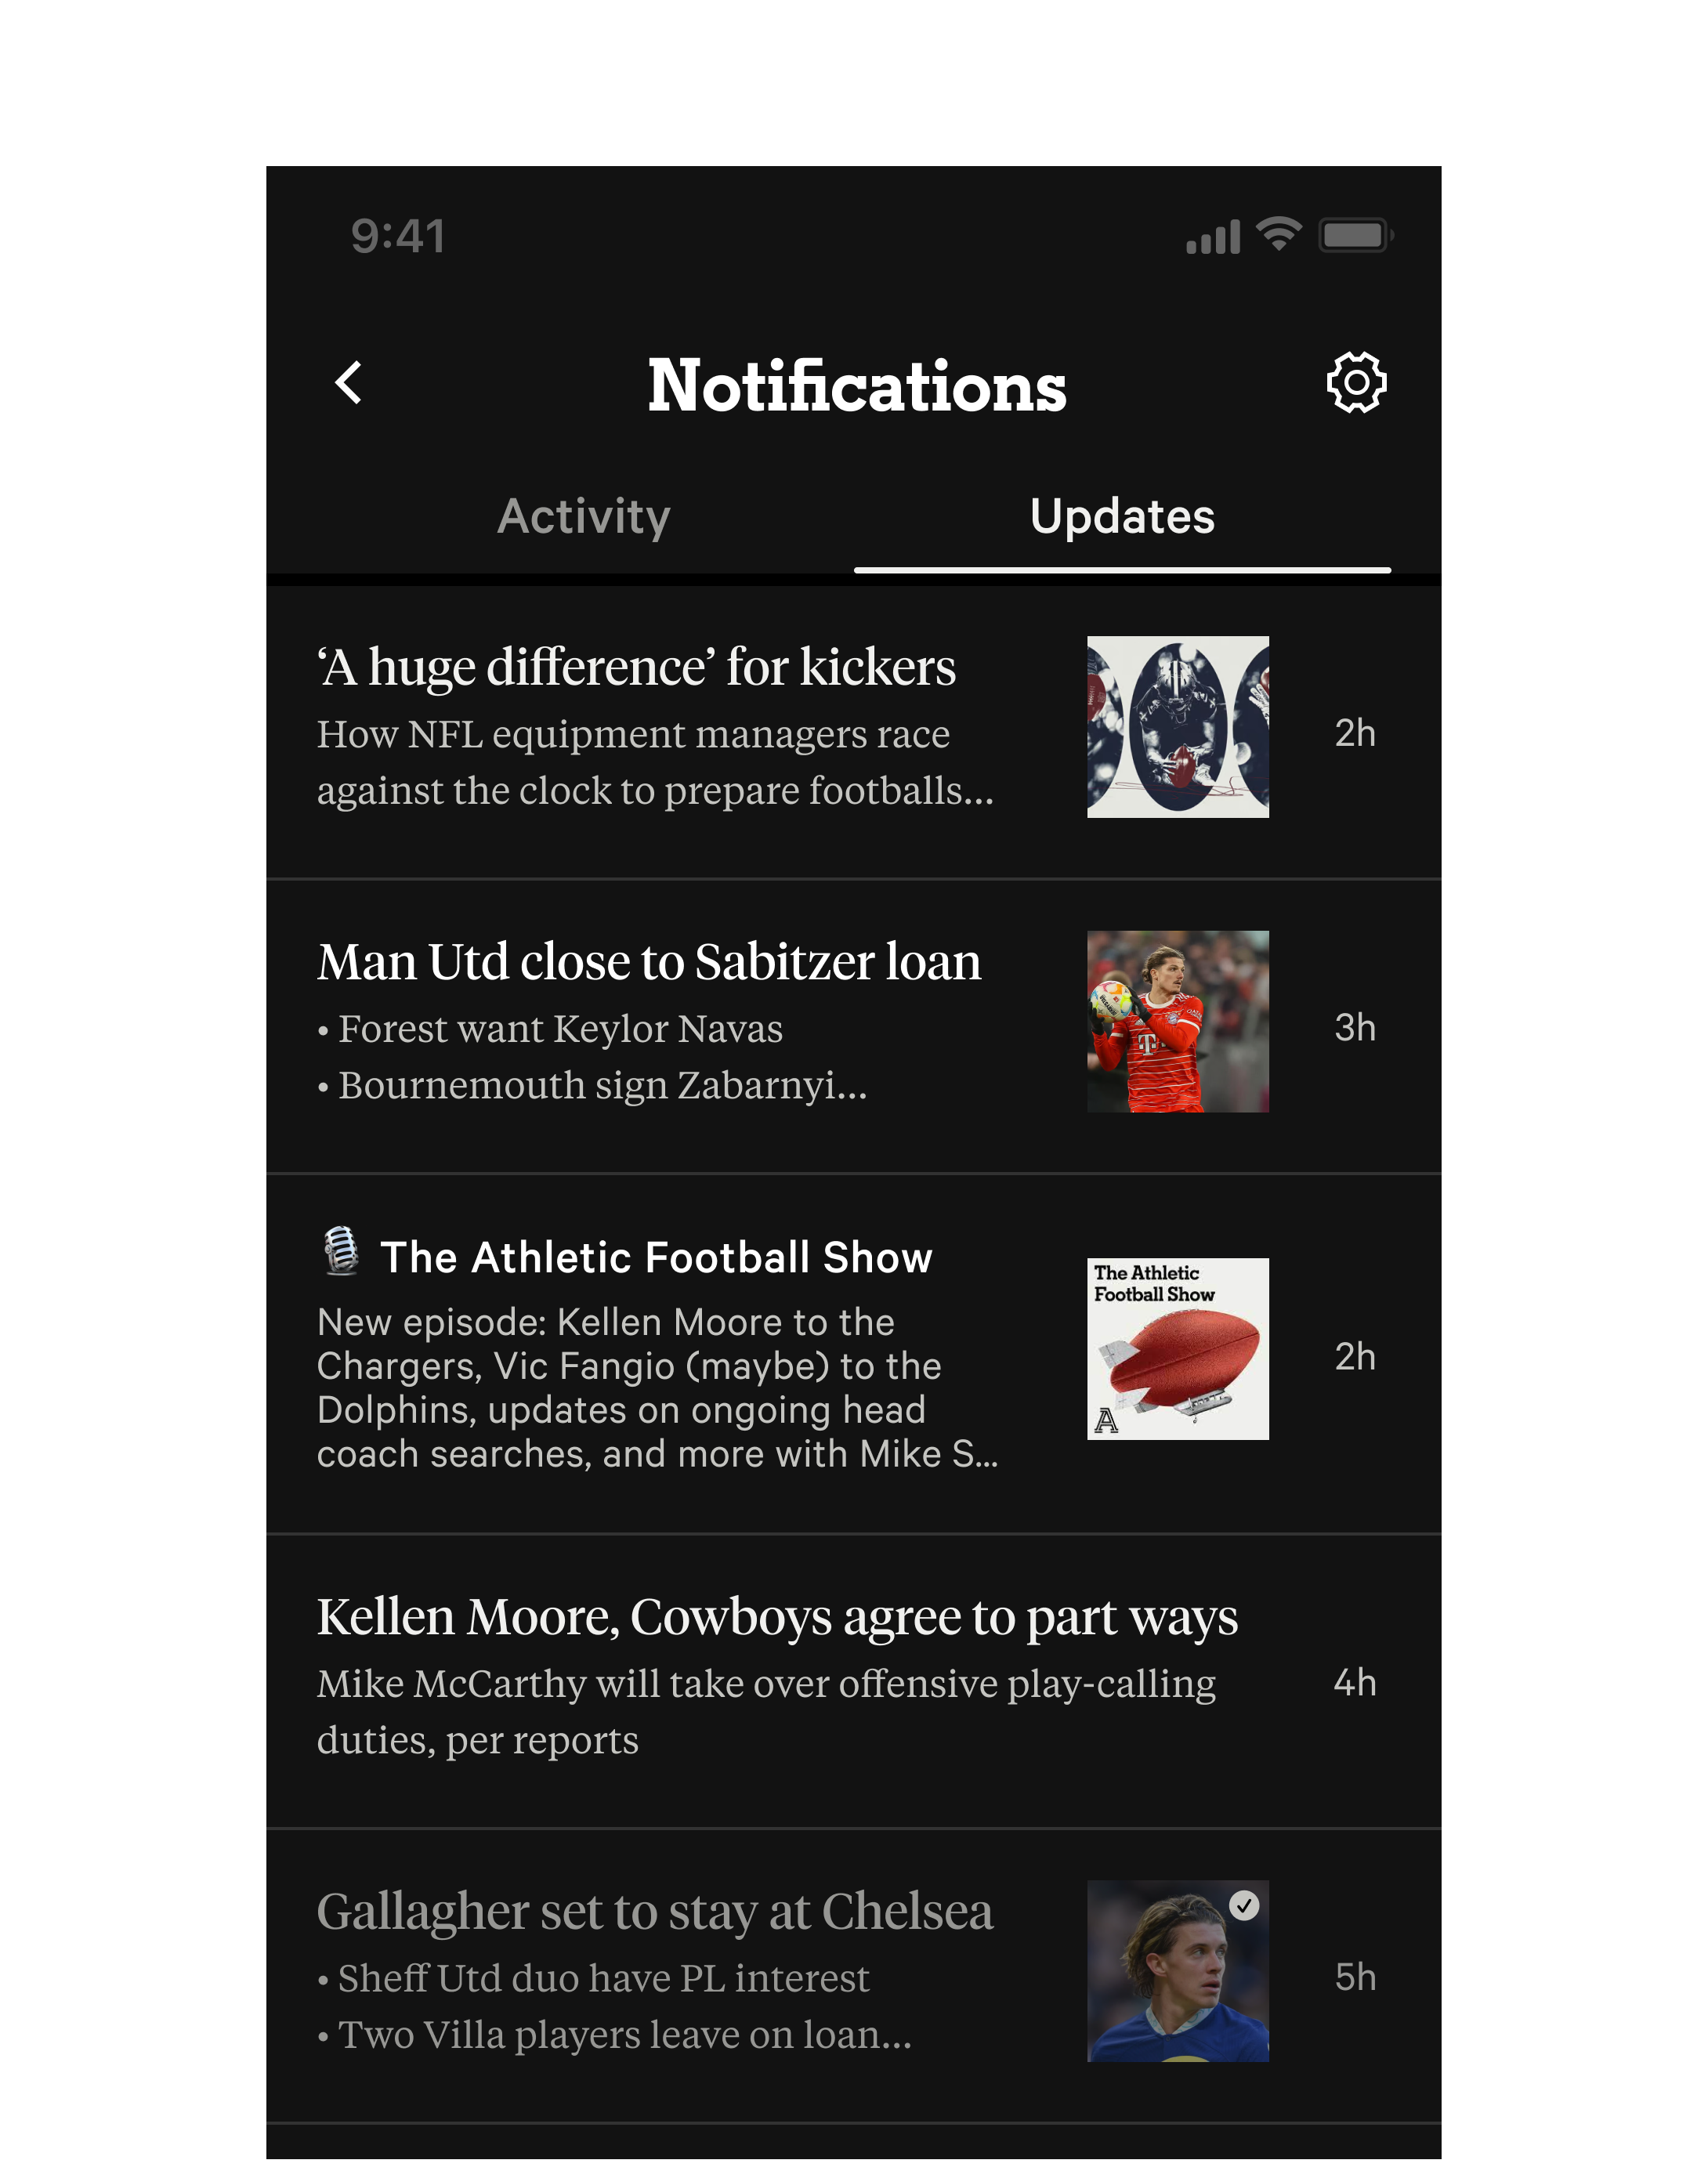 9:41
Notifications
Activity
Updates
‘A huge difference’ for kickers
How NFL equipment managers race
against the clock to prepare footballs...
2h
Man Utd close to Sabitzer loan
• Forest want Keylor Navas
• Bournemouth sign Zabarnyi...
T
3h
The Athletic Football Show
New episode: Kellen Moore to the
Chargers, Vic Fangio (maybe) to the
Dolphins, updates on ongoing head
coach searches, and more with Mike S...
The Athletic
Football Show
A
2h
Kellen Moore, Cowboys agree to part ways
Mike McCarthy will take over offensive play-calling
duties, per reports
4h
Gallagher set to stay at Chelsea
• Sheff Utd duo have PL interest
• Two Villa players leave on loan...
5h